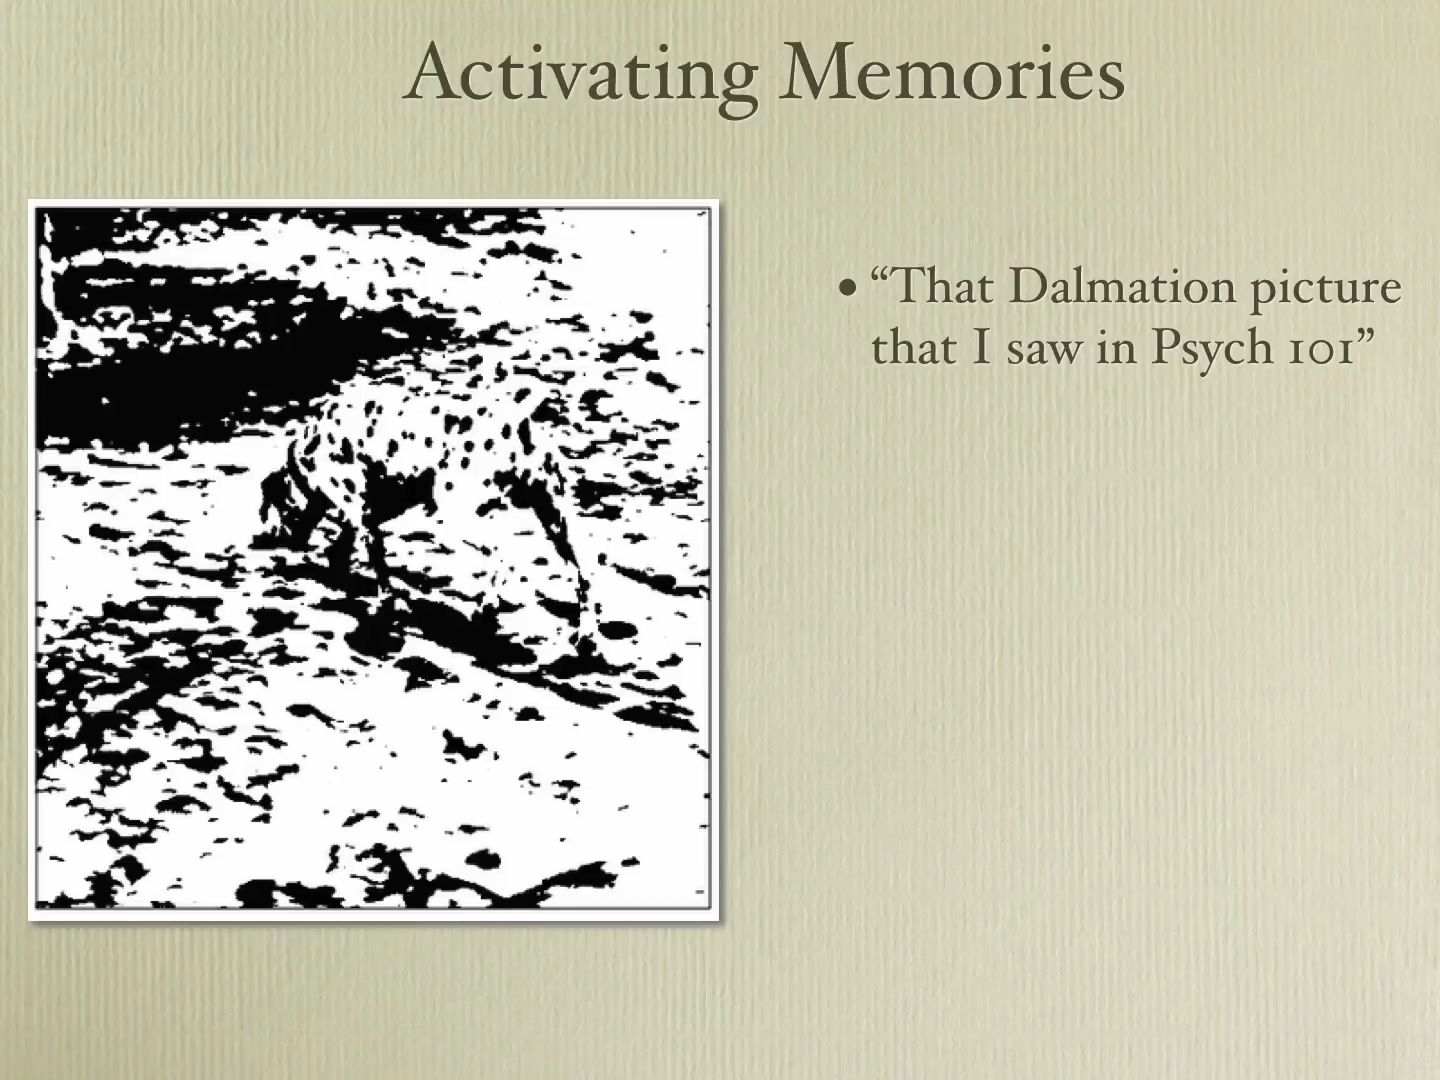 Activating Memories
• “That Dalmation picture
that I saw in Psych 101”